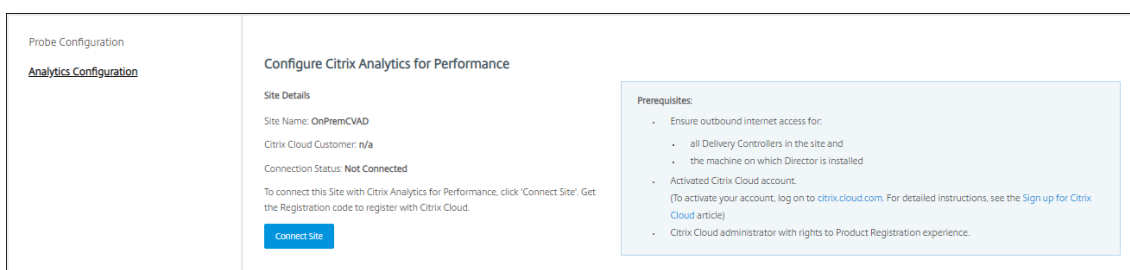 Probe Configuration
Analytics Configuration
Configure Citrix Analytics for Performance
Site Details
Site Name: OnPremCVAD
Citrix Cloud Customer: n/a
Connection Status: Not Connected
To connect this Site with Citrix Analytics for Performance, click 'Connect Site'. Get
the Registration code to register with Citrix Cloud.
Connect Site
Prerequisites:
• Ensure outbound internet access for:
• all Delivery Controllers in the site and
• the machine on which Director is installed
• Activated Citrix Cloud account.
(To activate your account, log on to citrix.cloud.com. For detailed instructions, see the Sign up for Citrix
Cloud article)
• Citrix Cloud administrator with rights to Product Registration experience.